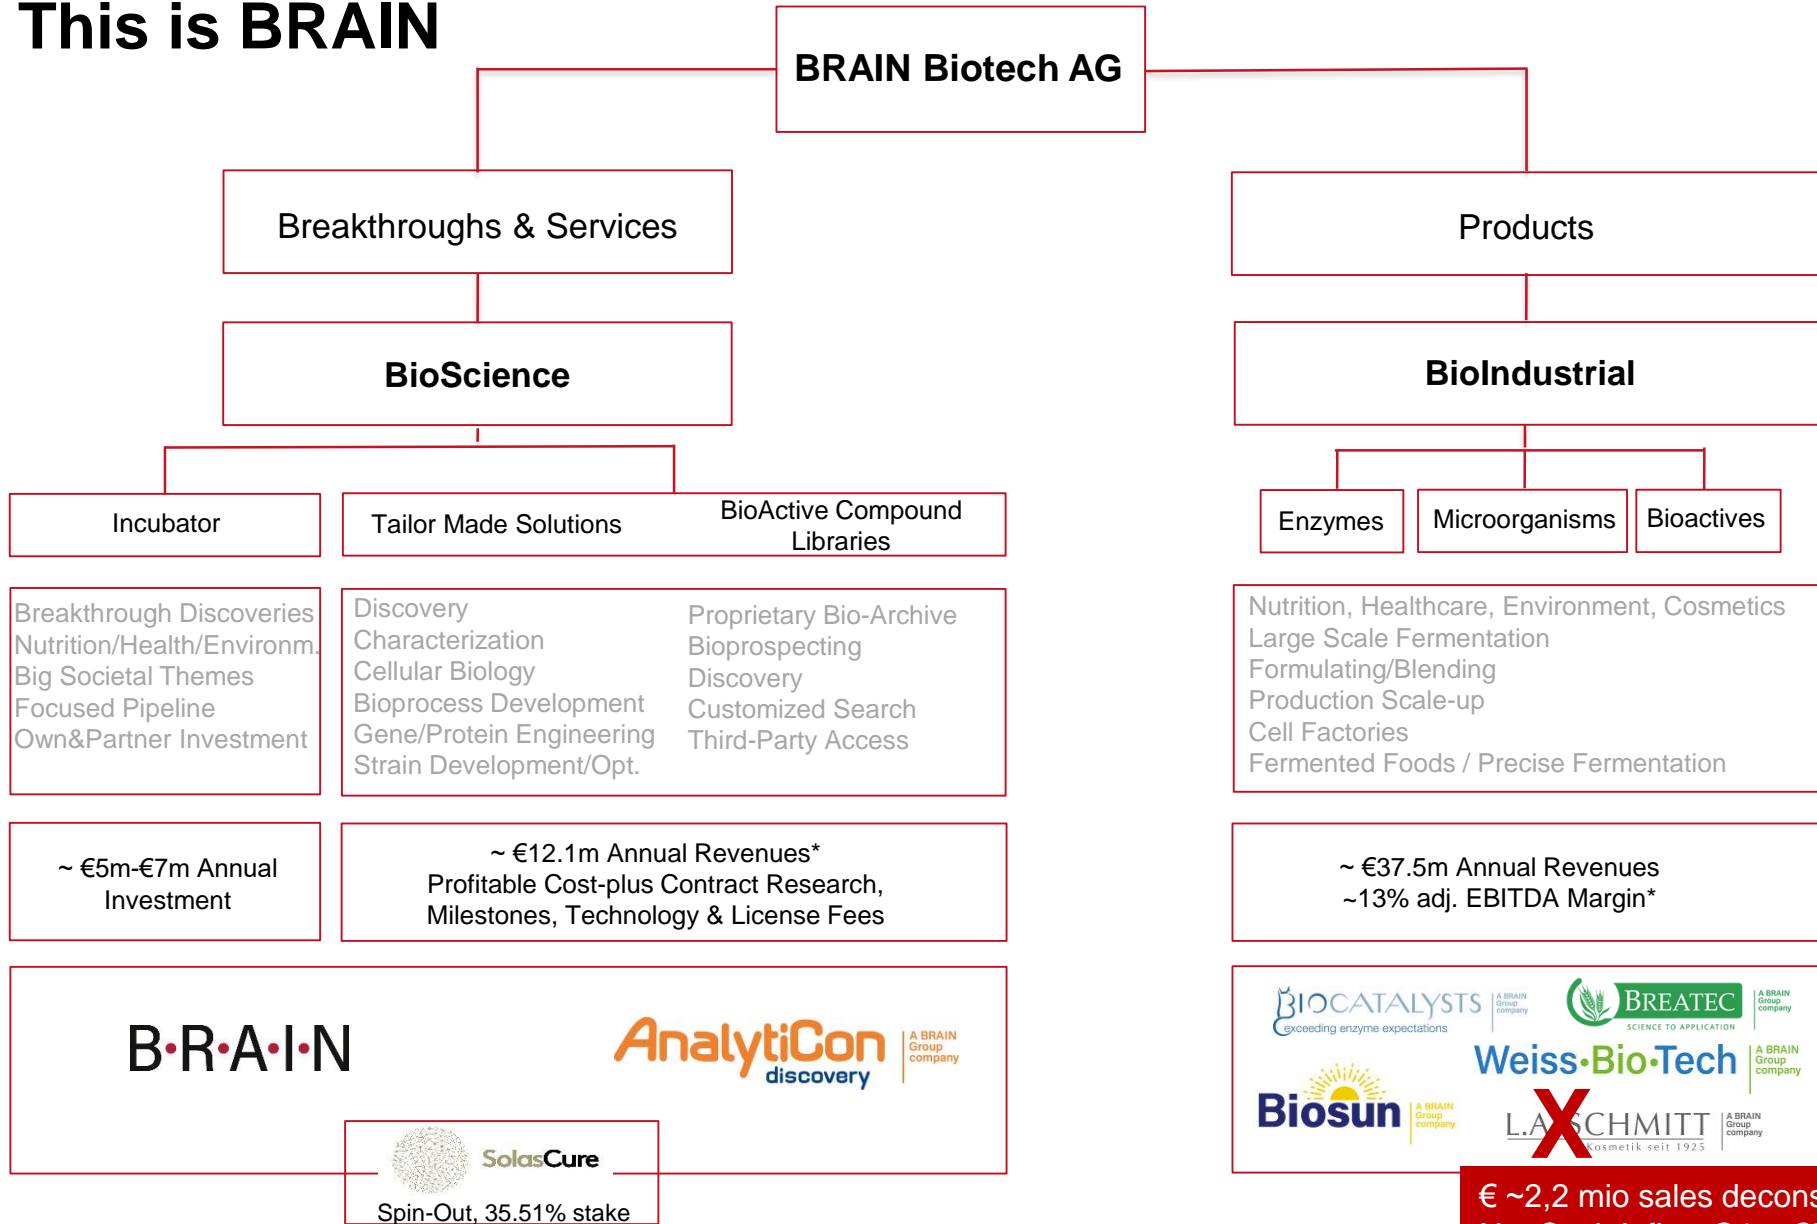 This is BRAIN
BRAIN Biotech AG
Breakthroughs & Services
Products
BioScience
BioIndustrial
Incubator
Tailor Made Solutions
BioActive Compound
Libraries
Enzymes
Microorganisms
Bioactives
Breakthrough Discoveries
Nutrition/Health/Environm.
Big Societal Themes
Focused Pipeline
Own&Partner Investment
Discovery
Characterization
Cellular Biology
Bioprocess Development
Gene/Protein Engineering
Strain Development/Opt.
Proprietary Bio-Archive
Bioprospecting
Discovery
Customized Search
Third-Party Access
Nutrition, Healthcare, Environment, Cosmetics
Large Scale Fermentation
Formulating/Blending
Production Scale-up
Cell Factories
Fermented Foods / Precise Fermentation
~ €5m-€7m Annual
Investment
~ €12.1m Annual Revenues*
Profitable Cost-plus Contract Research,
Milestones, Technology & License Fees
~ €37.5m Annual Revenues
~13% adj. EBITDA Margin*
B·R·A·I·N
AnalytiCon
discovery
A BRAIN
Group
company
SolasCure
Spin-Out, 35.51% stake
BIOCATALYSTS
exceeding enzyme expectations
A BRAIN
Group
company
BREATEC
SCIENCE TO APPLICATION
A BRAIN
Group
company
Weiss·Bio·Tech
A BRAIN
Group
company
Biosun
A BRAIN
Group
company
X
L.A. SCHMITT
Kosmetik seit 1925
A BRAIN
Group
company
€ ~2,2 mio sales decons